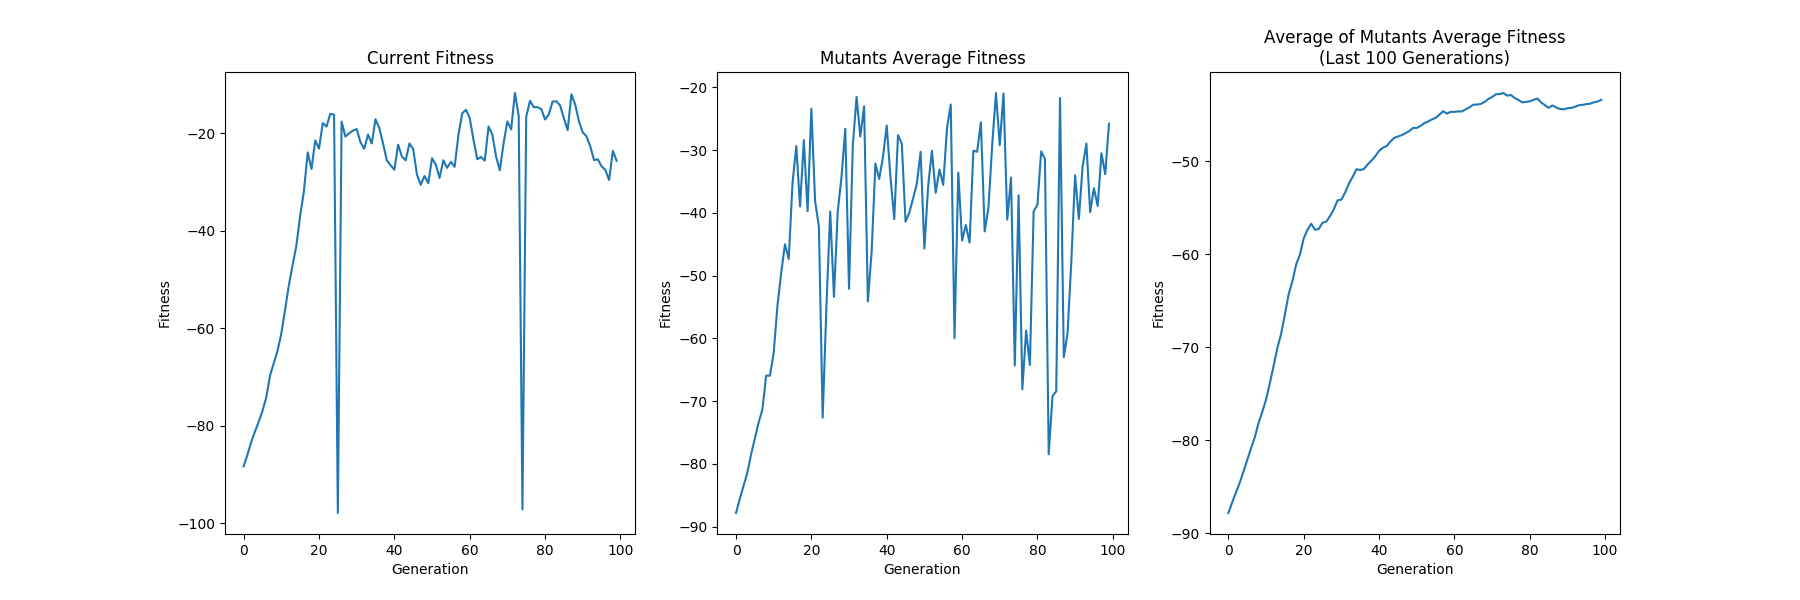 Current Fitness
Fitness
−20
−40
−60
−80
−100
0 20 40 60 80 100
Generation
Mutants Average Fitness
Fitness
−20
−30
−40
−50
−60
−70
−80
−90
0 20 40 60 80 100
Generation
Average of Mutants Average Fitness
(Last 100 Generations)
Fitness
−50
−60
−70
−80
−90
0 20 40 60 80 100
Generation